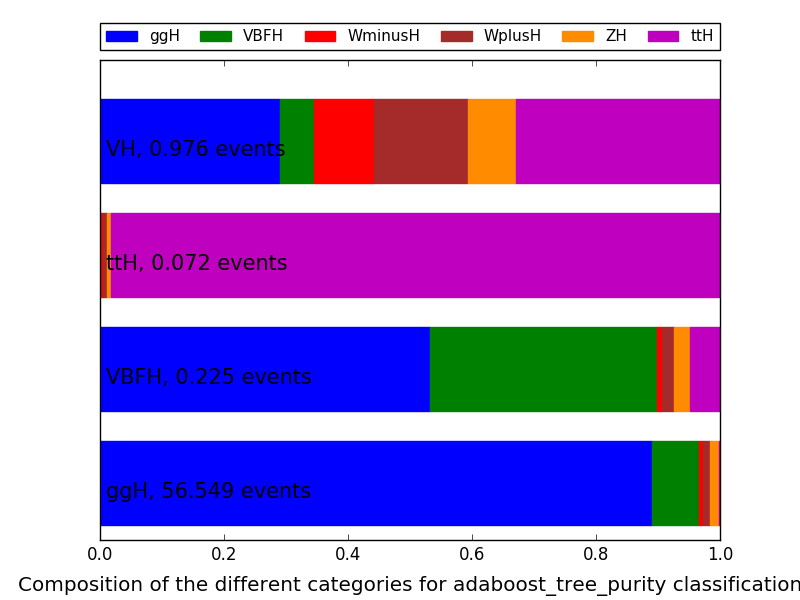 ggH VBFH WminusH WplusH ZH ttH
VH, 0.976 events
ttH, 0.072 events
VBFH, 0.225 events
ggH, 56.549 events
0.0 0.2 0.4 0.6 0.8 1.0
Composition of the different categories for adaboost_tree_purity classification